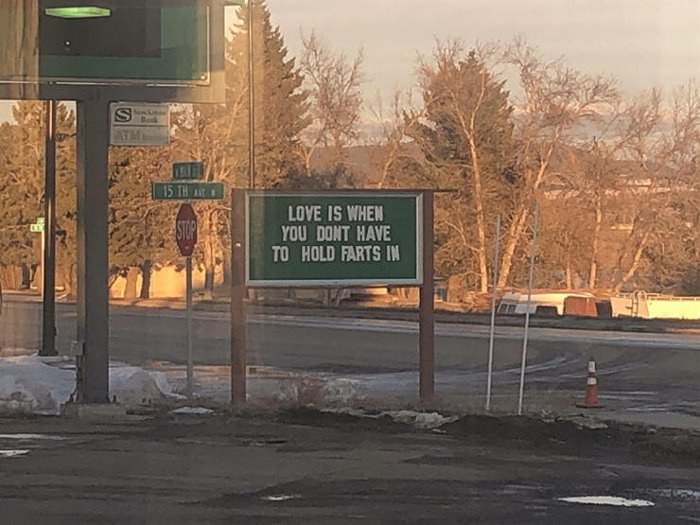 S Stockman
Bank
ATM
15 TH AVE N
STOP
LOVE IS WHEN
YOU DONT HAVE
TO HOLD FARTS IN